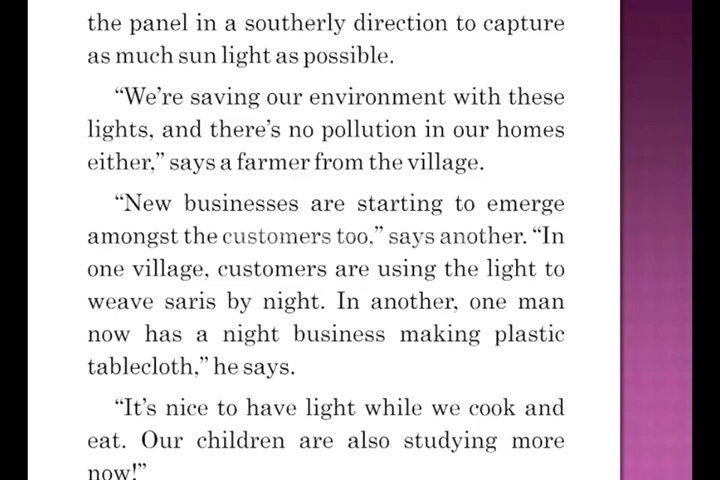 the panel in a southerly direction to capture
as much sun light as possible.
“We’re saving our environment with these
lights, and there’s no pollution in our homes
either,” says a farmer from the village.
“New businesses are starting to emerge
amongst the customers too,” says another. “In
one village, customers are using the light to
weave saris by night. In another, one man
now has a night business making plastic
tablecloth,” he says.
“It’s nice to have light while we cook and
eat. Our children are also studying more
now!”